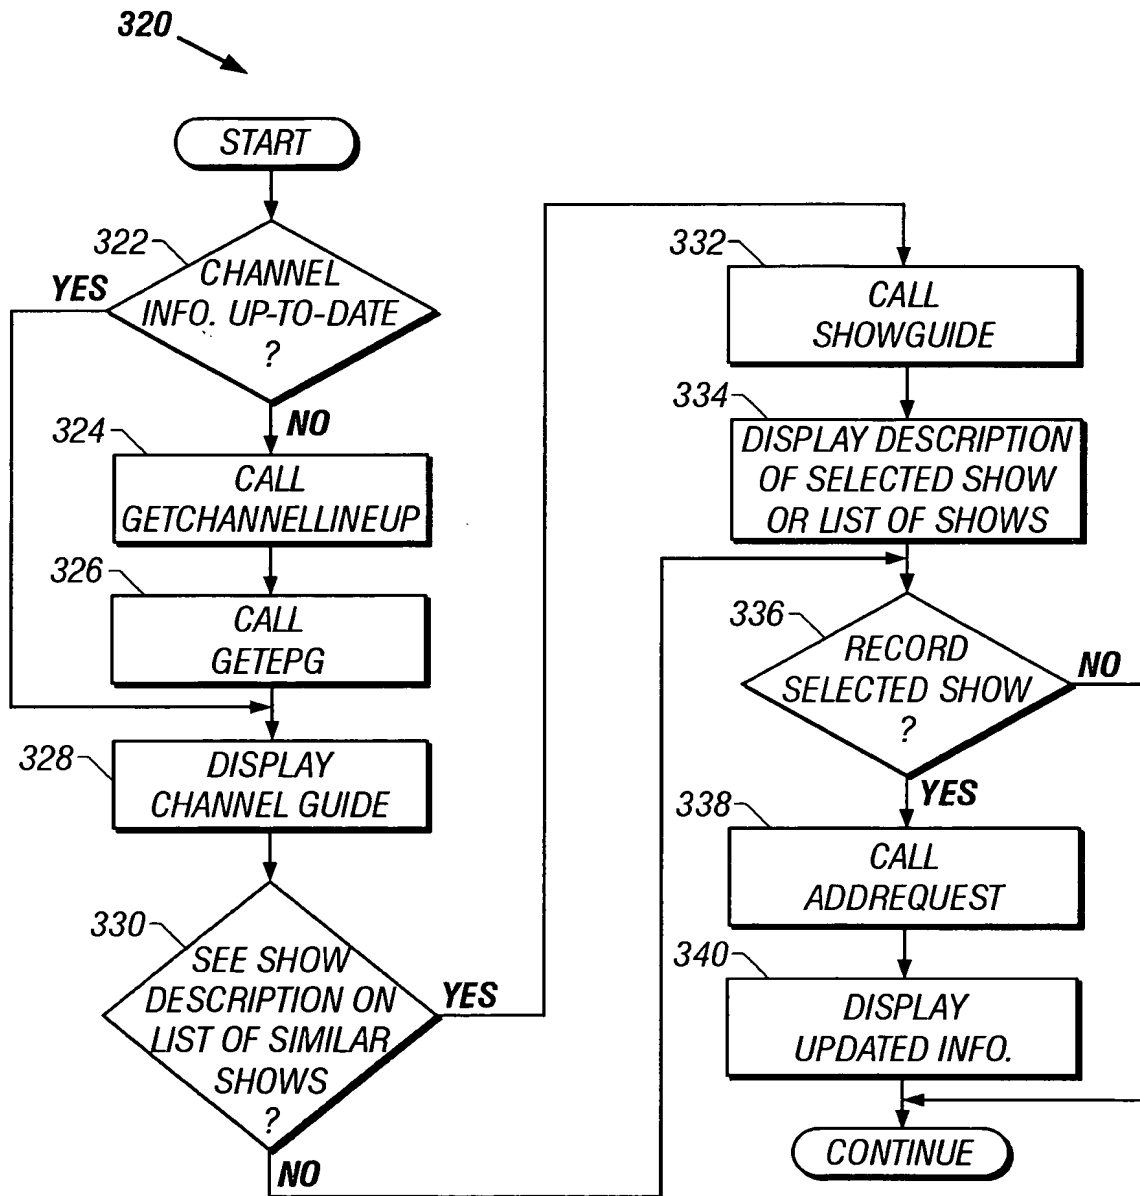 320
START
322
CHANNEL
INFO. UP-TO-DATE
?
YES
NO
324
CALL
GETCHANNELLINEUP
326
CALL
GETEPG
328
DISPLAY
CHANNEL GUIDE
330
SEE SHOW
DESCRIPTION ON
LIST OF SIMILAR
SHOWS
?
YES
NO
332
CALL
SHOWGUIDE
334
DISPLAY DESCRIPTION
OF SELECTED SHOW
OR LIST OF SHOWS
336
RECORD
SELECTED SHOW
?
NO
YES
338
CALL
ADDREQUEST
340
DISPLAY
UPDATED INFO.
CONTINUE